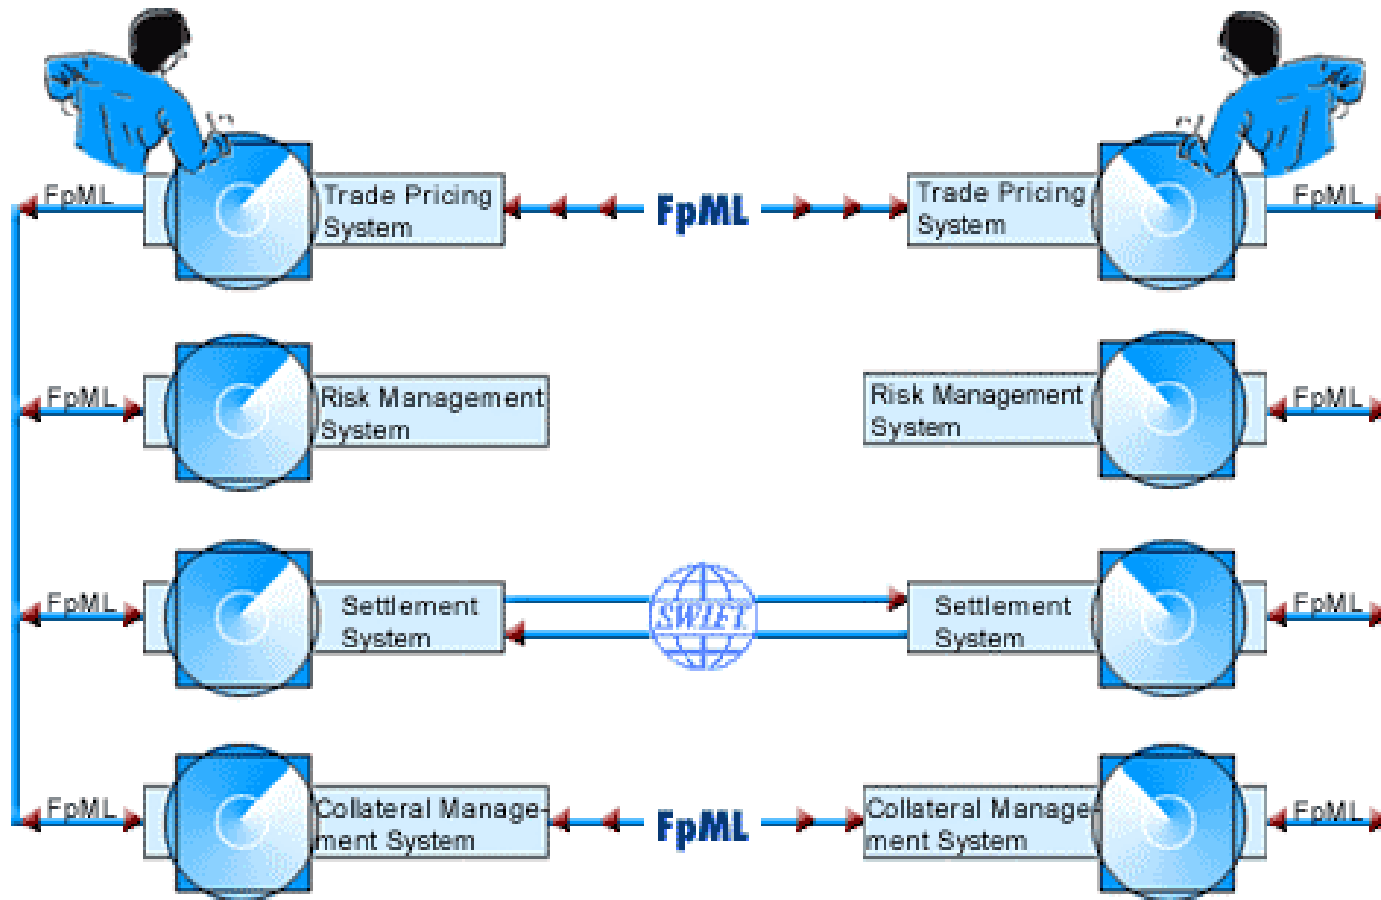 FpML
Trade Pricing
System
FpML
Trade Pricing
System
FpML
FpML
Risk Management
System
Risk Management
System
FpML
FpML
Settlement
System
SWIFT
Settlement
System
FpML
FpML
Collateral Manage-
ment System
FpML
Collateral Manage-
ment System
FpML